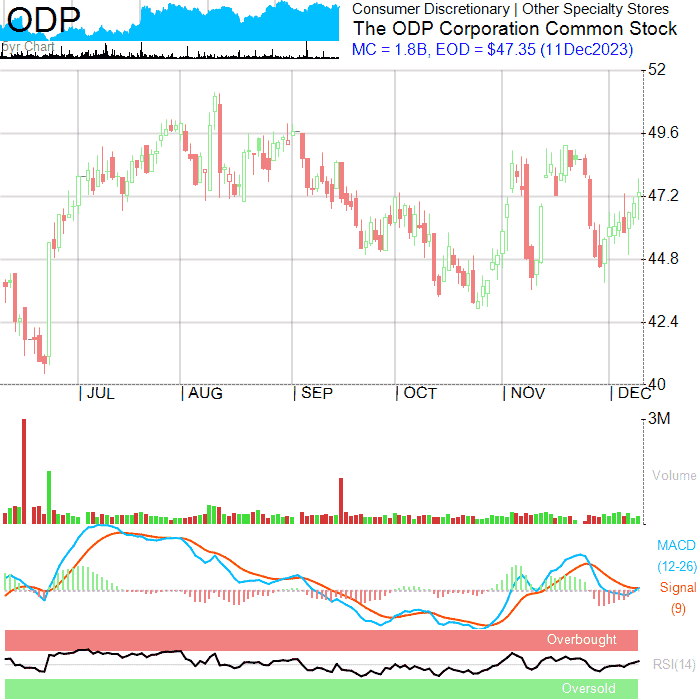 ODP
5yr Chart
Consumer Discretionary | Other Specialty Stores
The ODP Corporation Common Stock
MC = 1.8B, EOD = $47.35 (11Dec2023)
52
49.6
47.2
44.8
42.4
40
| JUL | AUG | SEP | OCT | NOV | DEC
3M
Volume
MACD
(12-26)
Signal
(9)
Overbought
RSI(14)
Oversold